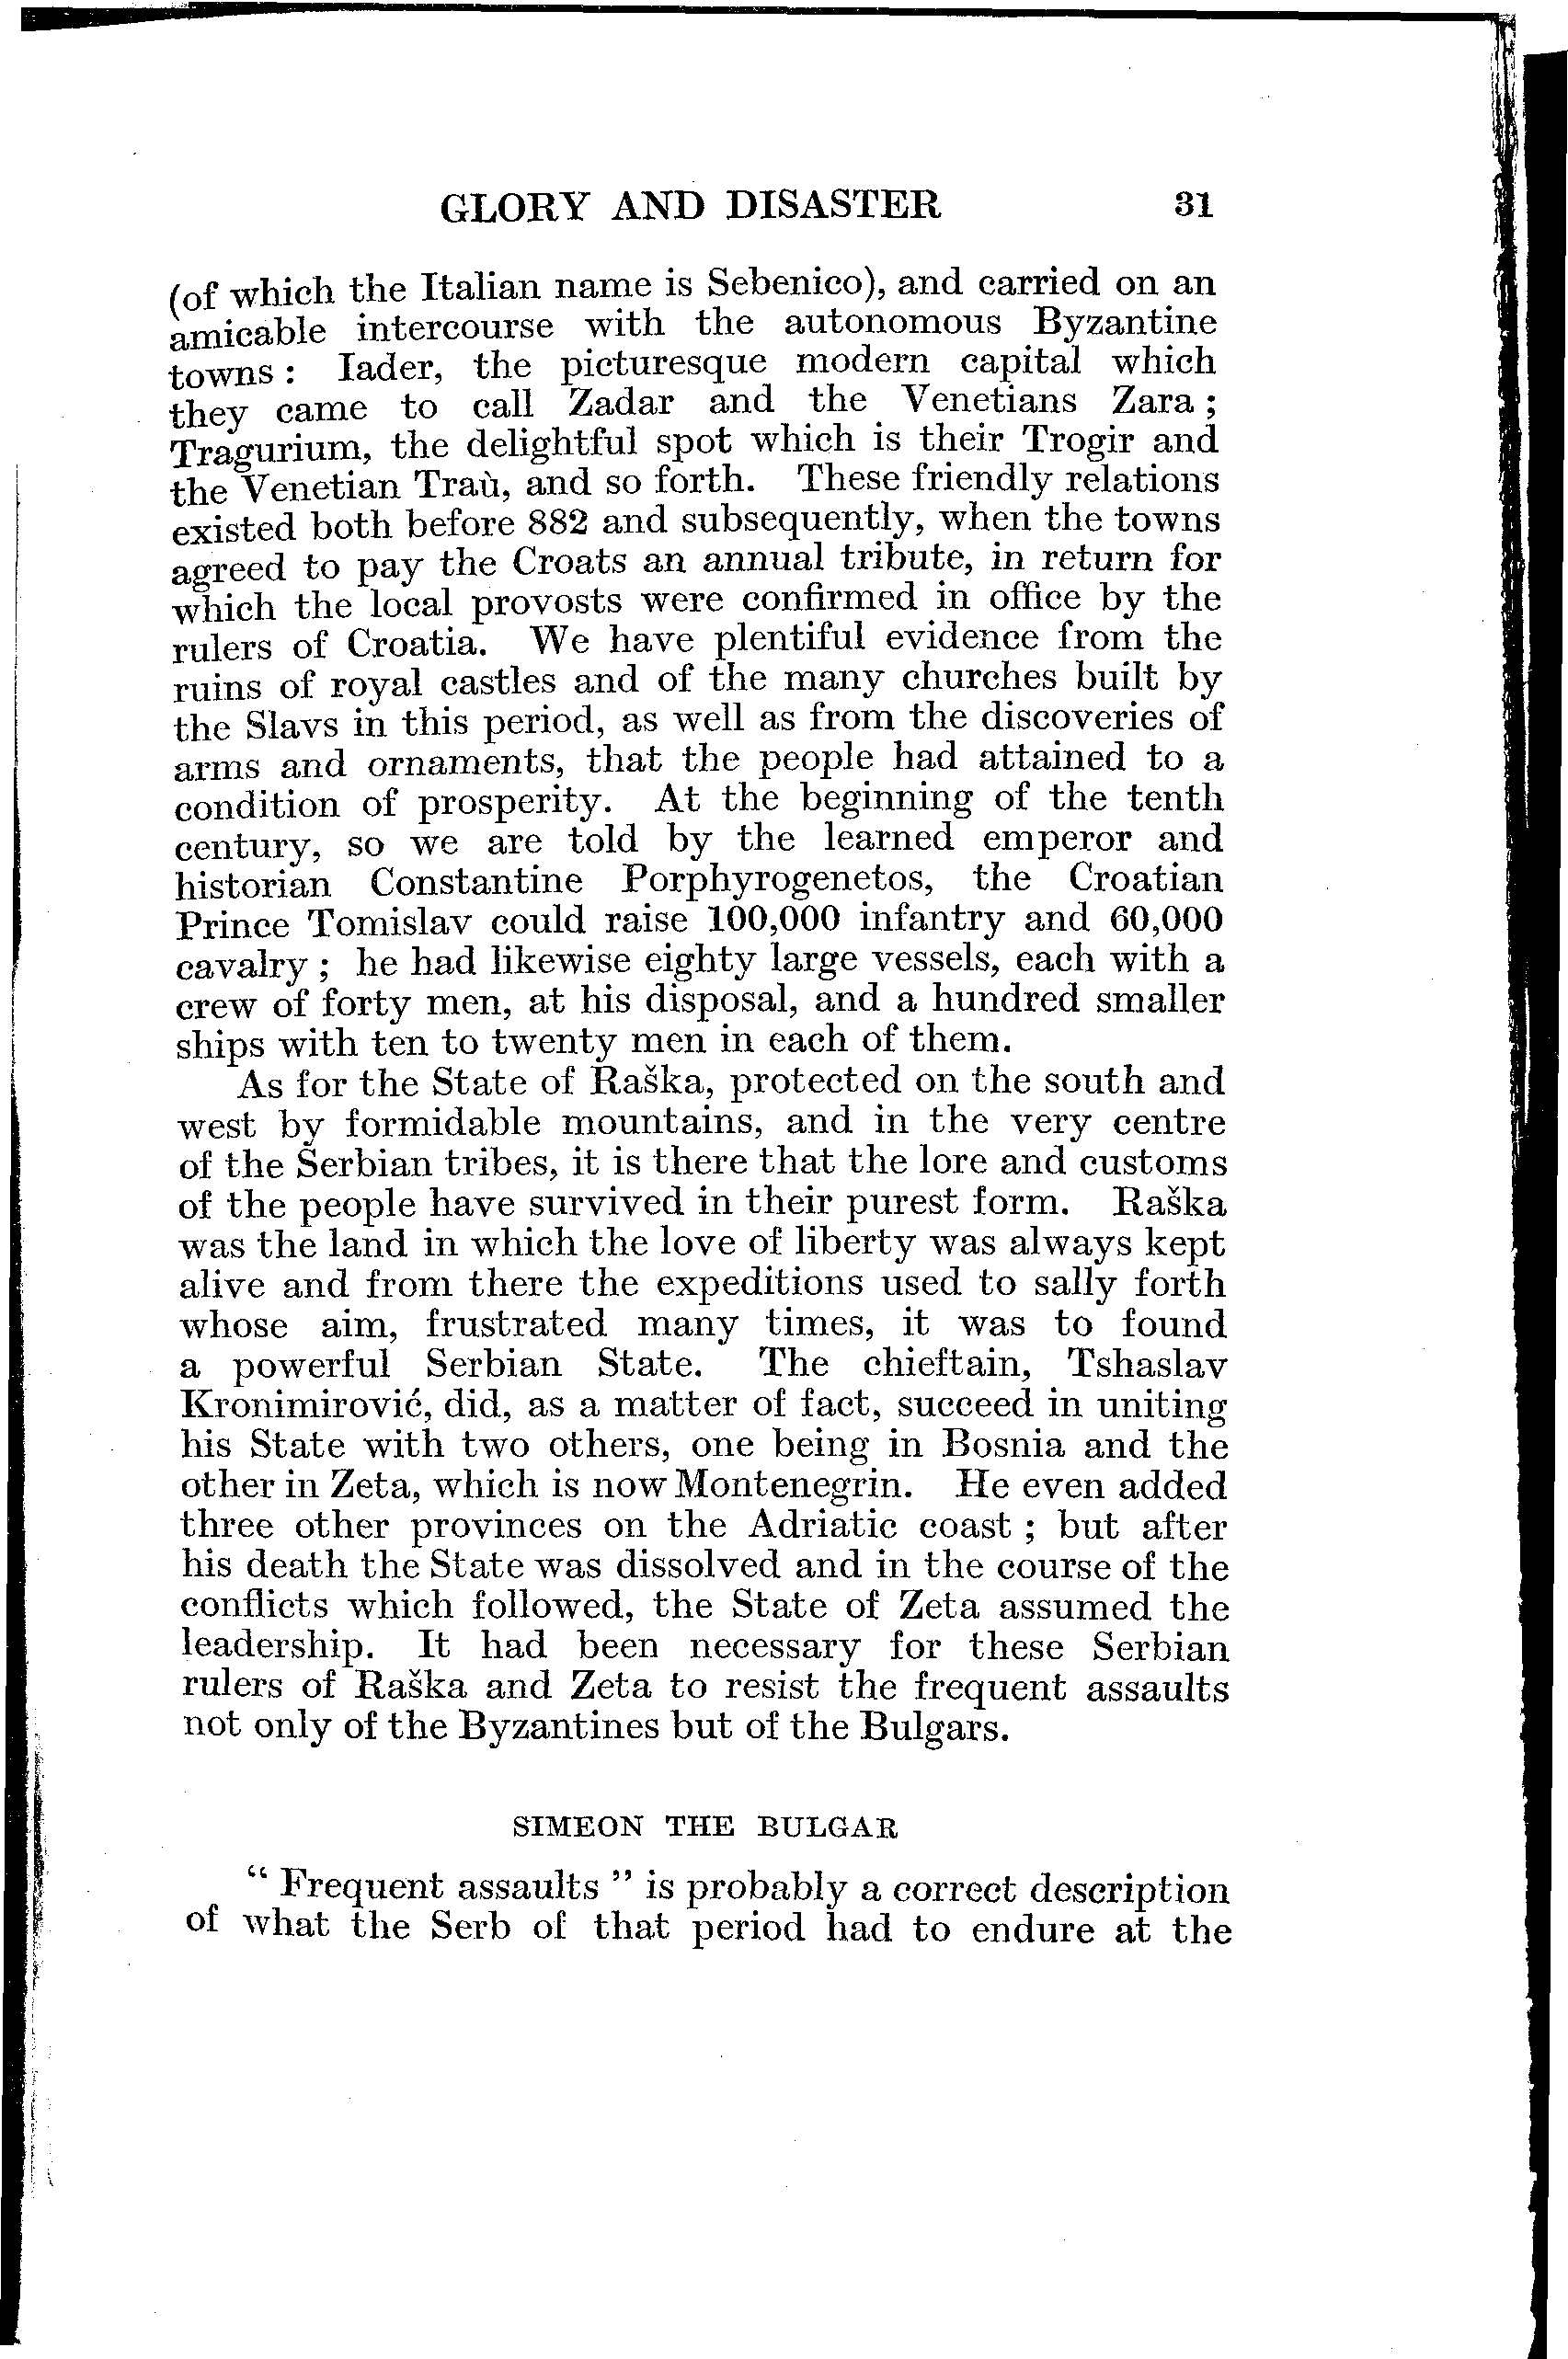 GLORY AND DISASTER 31
(of which the Italian name is Sebenico), and carried on an
amicable intercourse with the autonomous Byzantine
towns : Iader, the picturesque modern capital which
they came to call Zadar and the Venetians Zara ;
Tragurium, the delightful spot which is their Trogir and
the Venetian Traù, and so forth. These friendly relations
existed both before 882 and subsequently, when the towns
agreed to pay the Croats an annual tribute, in return for
which the local provosts were confirmed in office by the
rulers of Croatia. We have plentiful evidence from the
ruins of royal castles and of the many churches built by
the Slavs in this period, as well as from the discoveries of
arms and ornaments, that the people had attained to a
condition of prosperity. At the beginning of the tenth
century, so we are told by the learned emperor and
historian Constantine Porphyrogenetos, the Croatian
Prince Tomislav could raise 100,000 infantry and 60,000
cavalry ; he had likewise eighty large vessels, each with a
crew of forty men, at his disposal, and a hundred smaller
ships with ten to twenty men in each of them.
As for the State of Raška, protected on the south and
west by formidable mountains, and in the very centre
of the Serbian tribes, it is there that the lore and customs
of the people have survived in their purest form. Raška
was the land in which the love of liberty was always kept
alive and from there the expeditions used to sally forth
whose aim, frustrated many times, it was to found
a powerful Serbian State. The chieftain, Tshaslav
Kronimirović, did, as a matter of fact, succeed in uniting
his State with two others, one being in Bosnia and the
other in Zeta, which is now Montenegrin. He even added
three other provinces on the Adriatic coast ; but after
his death the State was dissolved and in the course of the
conflicts which followed, the State of Zeta assumed the
leadership. It had been necessary for these Serbian
rulers of Raška and Zeta to resist the frequent assaults
not only of the Byzantines but of the Bulgars.
SIMEON THE BULGAR
“ Frequent assaults ” is probably a correct description
of what the Serb of that period had to endure at the